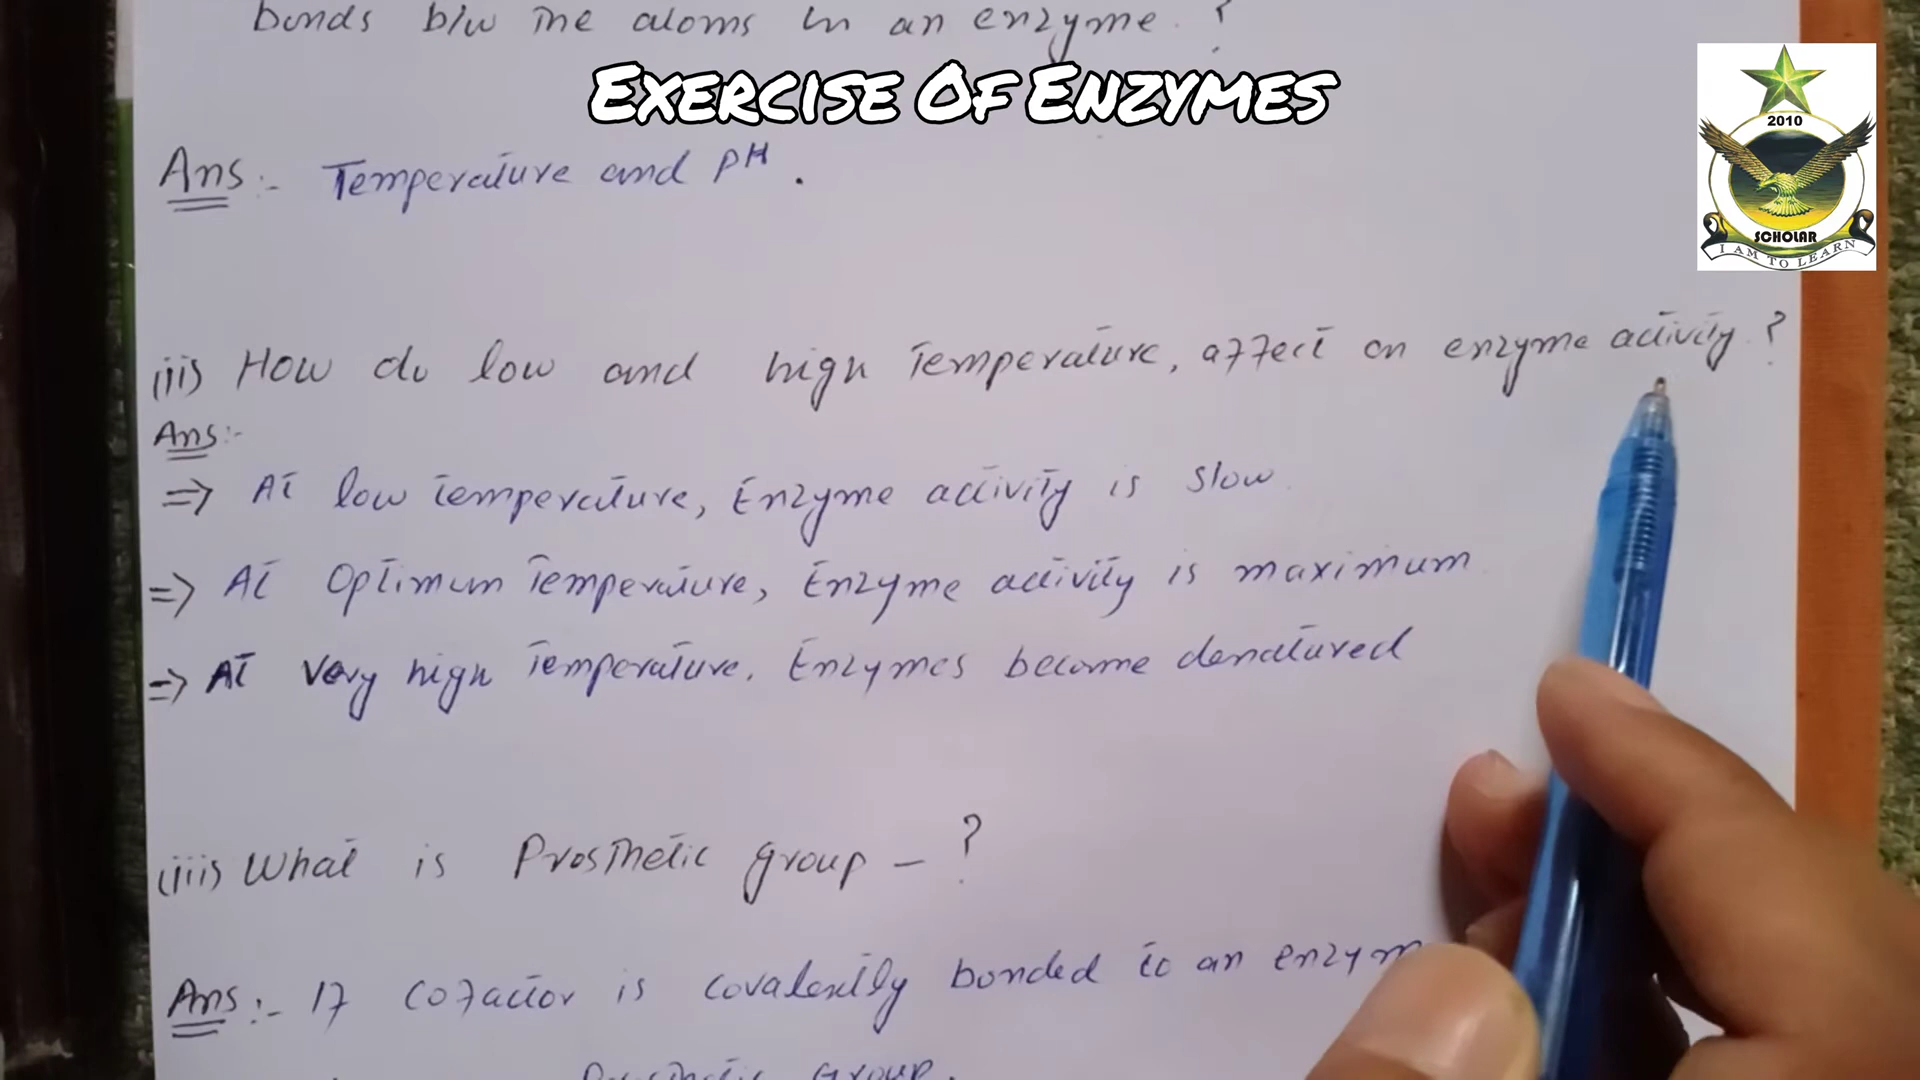 bonds b/w the atoms in an enzyme. ?
EXERCISE OF ENZYMES
2010
SCHOLAR
I AM TO LEARN
Ans:- Temperature and PH.
(ii) How do low and high Temperature, affect on enzyme activity. ?
Ans:-
=> At low temperature, Enzyme activity is slow.
=> At Optimum Temperature, Enzyme activity is maximum.
=> At Very high Temperature. Enzymes become denatured
(iii) What is Prosthetic group - ?
Ans:- If cofactor is covalently bonded to an enzym
Prosthetic group.